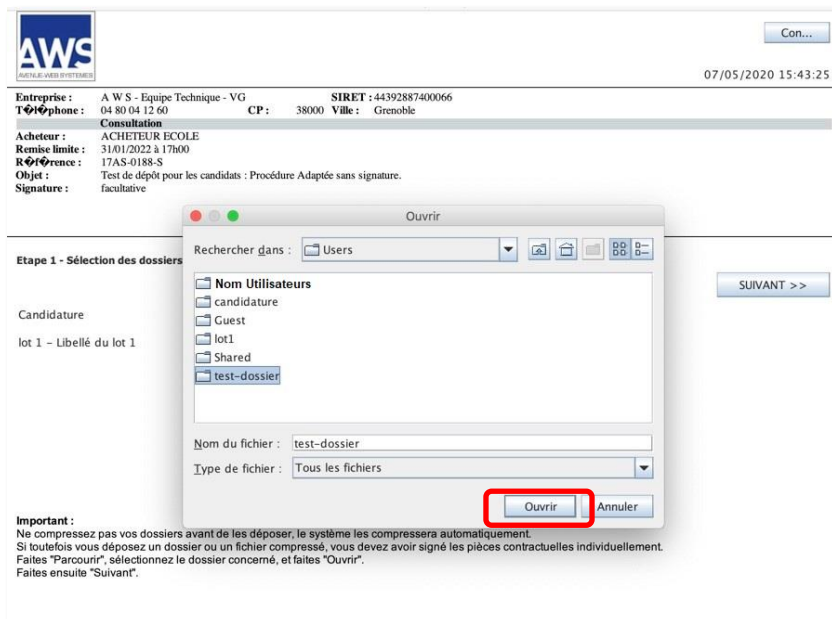 AWS
AVENUE-WEB SYSTEMES
Con...
07/05/2020 15:43:25
Entreprise : A W S - Equipe Technique - VG SIRET : 44392887400066
T�l�phone : 04 80 04 12 60 CP : 38000 Ville : Grenoble
Consultation
Acheteur : ACHETEUR ECOLE
Remise limite : 31/01/2022 à 17h00
R�f�rence : 17AS-0188-S
Objet : Test de dépôt pour les candidats : Procédure Adaptée sans signature.
Signature : facultative
Ouvrir
Rechercher dans : Users
Etape 1 - Sélection des dossiers
Nom Utilisateurs
SUIVANT >>
candidature
Candidature
Guest
lot1
lot 1 - Libellé du lot 1
Shared
test-dossier
Nom du fichier : test-dossier
Type de fichier : Tous les fichiers
Ouvrir Annuler
Important :
Ne compressez pas vos dossiers avant de les déposer, le système les compressera automatiquement.
Si toutefois vous déposez un dossier ou un fichier compressé, vous devez avoir signé les pièces contractuelles individuellement.
Faites "Parcourir", sélectionnez le dossier concerné, et faites "Ouvrir".
Faites ensuite "Suivant".